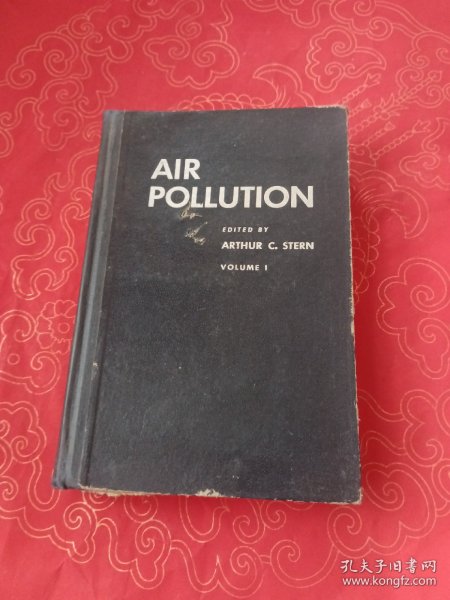 AIR
POLLUTION
EDITED BY
ARTHUR C. STERN
VOLUME I
孔夫子旧书网
www.kongfz.com